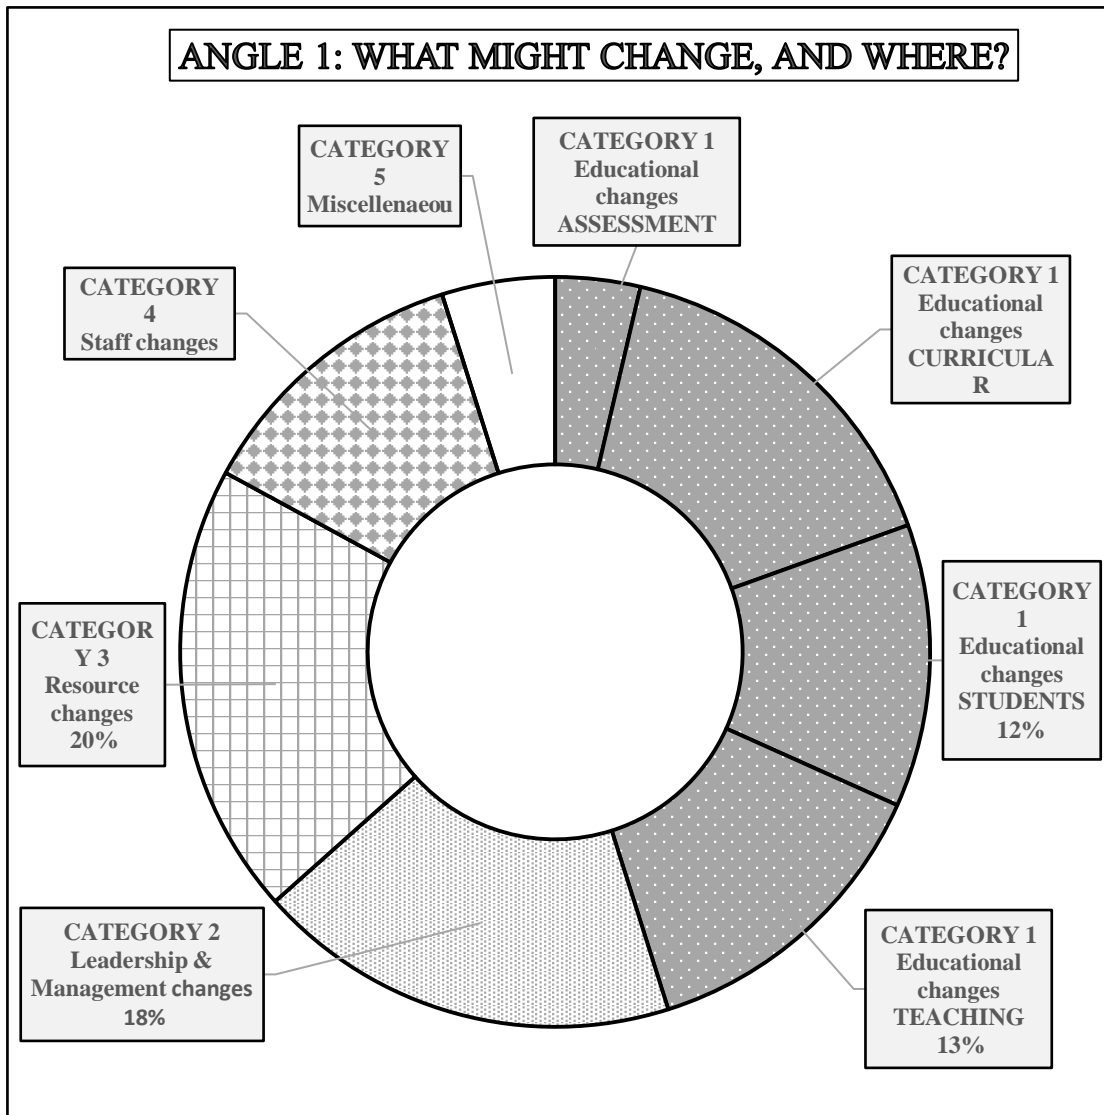 ANGLE 1: WHAT MIGHT CHANGE, AND WHERE?
CATEGORY
5
Miscellenaeou
CATEGORY 1
Educational
changes
ASSESSMENT
CATEGORY 1
Educational
changes
CURRICULA
R
CATEGORY
4
Staff changes
CATEGORY
1
Educational
changes
STUDENTS
12%
CATEGOR
Y 3
Resource
changes
20%
CATEGORY 2
Leadership &
Management changes
18%
CATEGORY 1
Educational
changes
TEACHING
13%